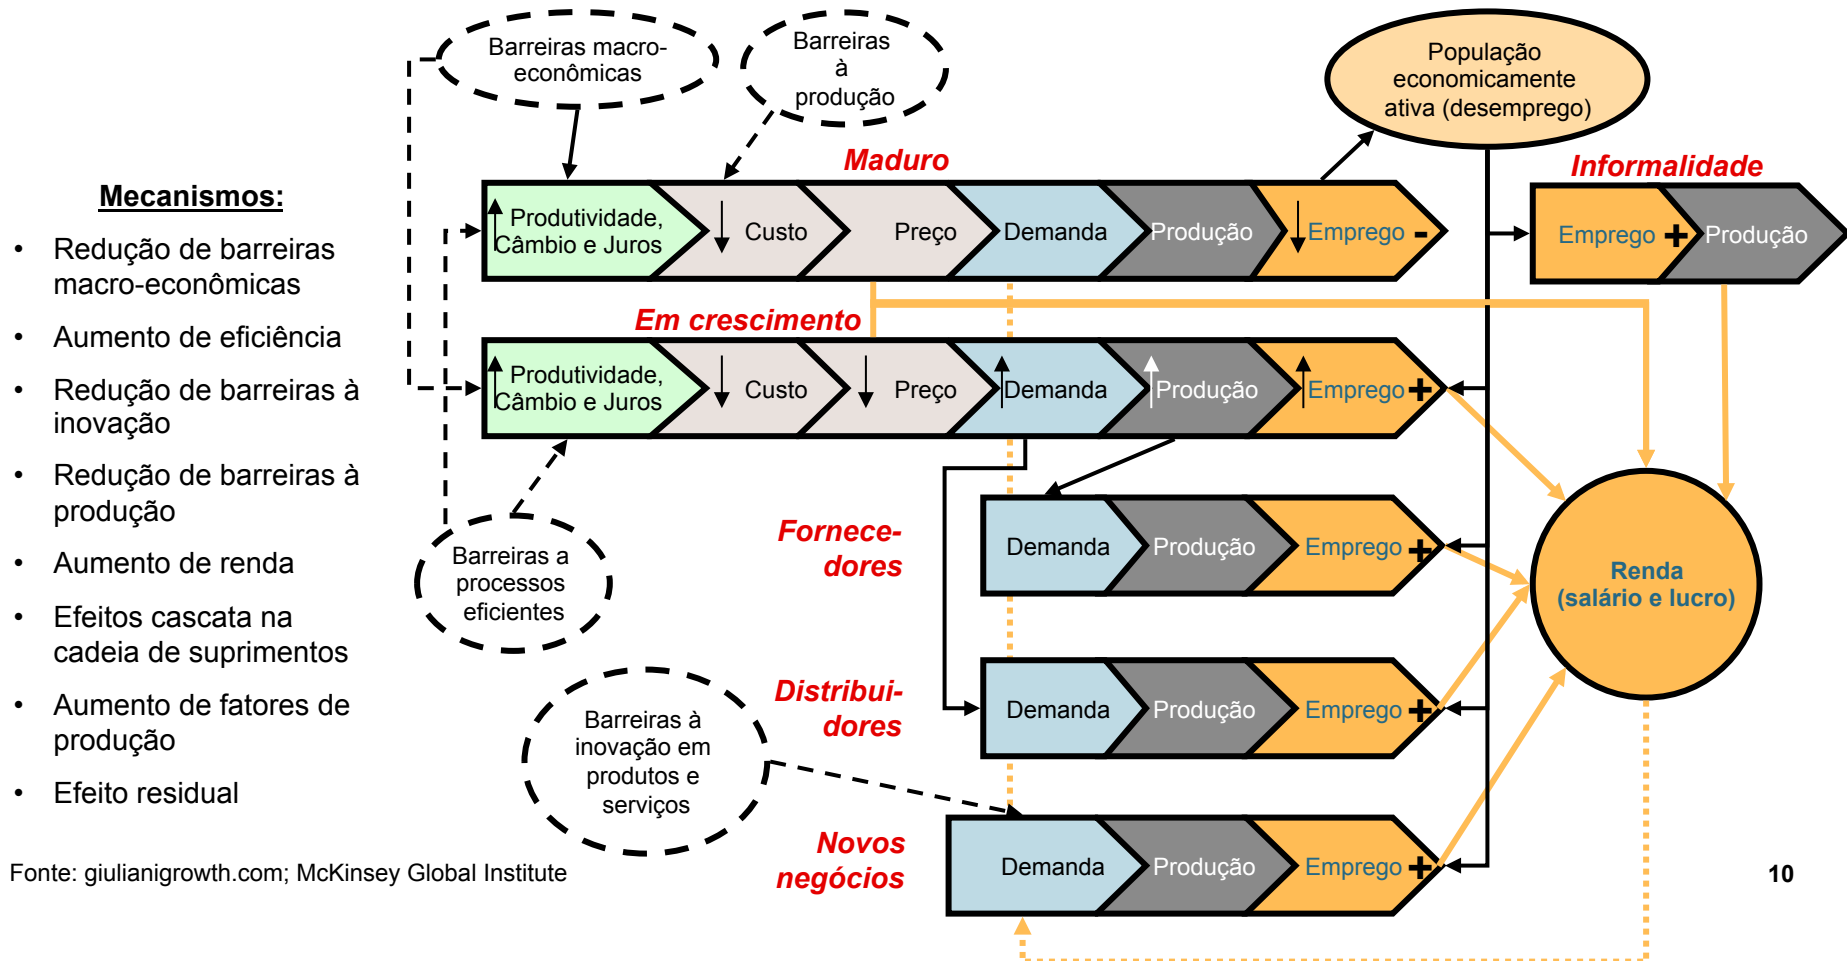 Barreiras macro-
econômicas
Barreiras
à
produção
População
economicamente
ativa (desemprego)
Maduro
Informalidade
Mecanismos:
• Redução de barreiras
macro-econômicas
• Aumento de eficiência
• Redução de barreiras à
inovação
• Redução de barreiras à
produção
• Aumento de renda
• Efeitos cascata na
cadeia de suprimentos
• Aumento de fatores de
produção
• Efeito residual
Produtividade,
Câmbio e Juros
Custo
Preço
Demanda
Produção
Emprego -
Emprego +
Produção
Em crescimento
Produtividade,
Câmbio e Juros
Custo
Preço
Demanda
Produção
Emprego +
Barreiras a
processos
eficientes
Fornece-
dores
Demanda
Produção
Emprego +
Renda
(salário e lucro)
Distribui-
dores
Demanda
Produção
Emprego +
Barreiras à
inovação em
produtos e
serviços
Novos
negócios
Demanda
Produção
Emprego +
Fonte: giulianigrowth.com; McKinsey Global Institute
10